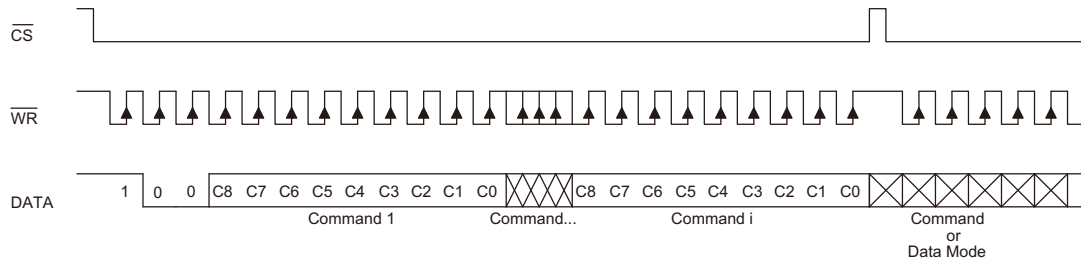 CS
WR
DATA
1 0 0 C8 C7 C6 C5 C4 C3 C2 C1 C0 C8 C7 C6 C5 C4 C3 C2 C1 C0
Command 1 Command... Command i Command
or
Data Mode